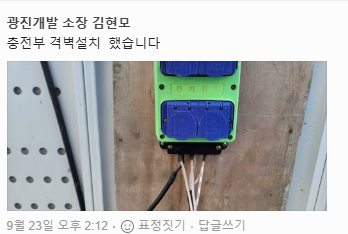 광진개발 소장 김현모
충전부 격벽설치 했습니다
9월 23일 오후 2:12 · 표정짓기 · 답글쓰기